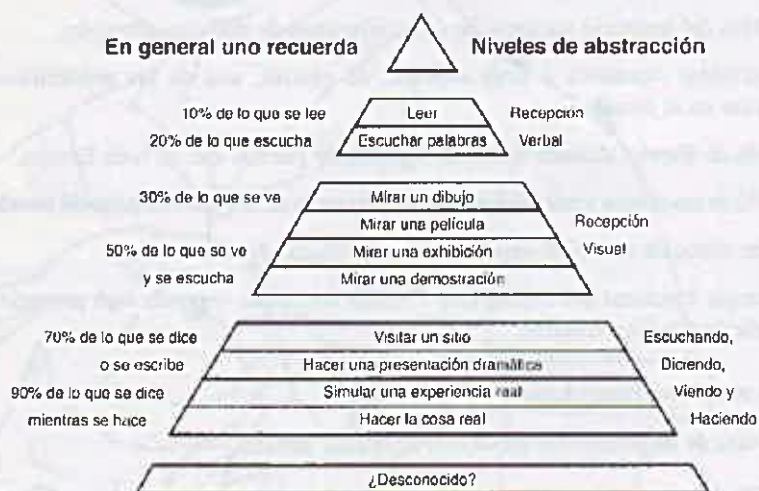 En general uno recuerda
Niveles de abstracción
10% de lo que se lee
Leer
Recepción
20% de lo que escucha
Escuchar palabras
Verbal
30% de lo que se ve
Mirar un dibujo
Mirar una película
Recepción
50% de lo que se ve
Mirar una exhibición
Visual
y se escucha
Mirar una demostración
70% de lo que se dice
Visitar un sitio
Escuchando,
o se escribe
Hacer una presentación dramática
Diciendo,
90% de lo que se dice
Simular una experiencia real
Viendo y
mientras se hace
Hacer la cosa real
Haciendo
¿Desconocido?